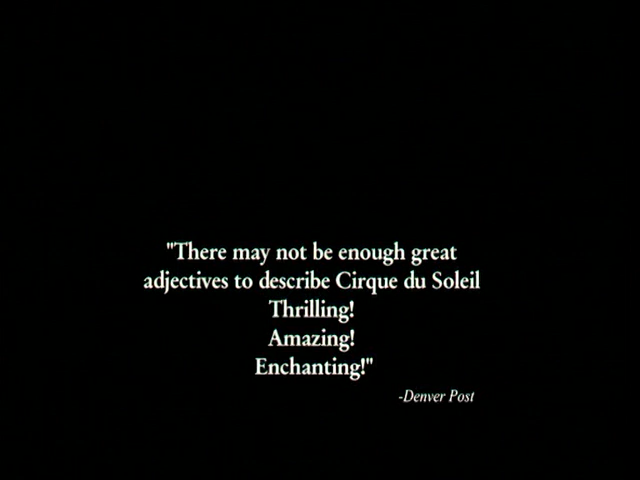 "There may not be enough great
adjectives to describe Cirque du Soleil
Thrilling!
Amazing!
Enchanting!"
-Denver Post